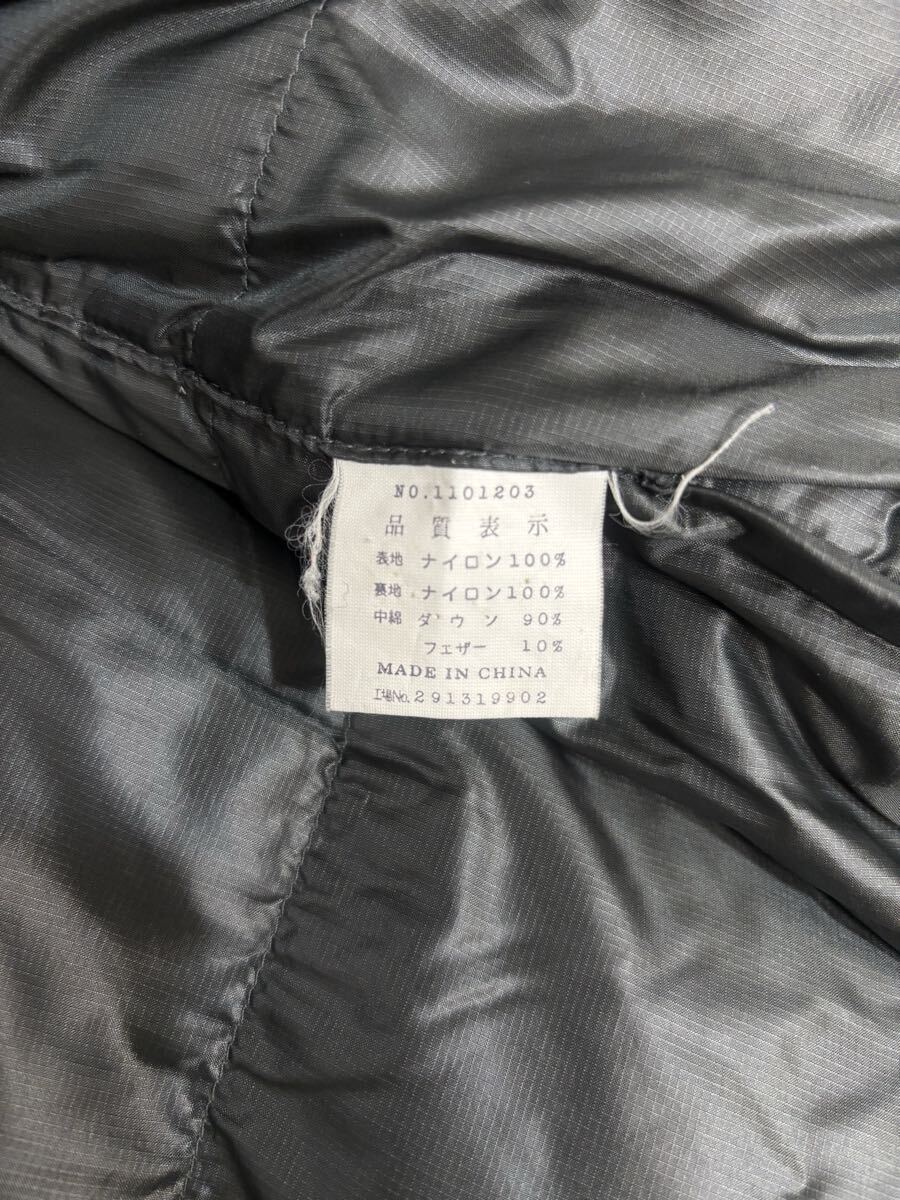 NO.1101203
品質表示
表地 ナイロン100%
裏地 ナイロン100%
中綿 ダウン 90%
フェザー 10%
MADE IN CHINA
工場No.291319902